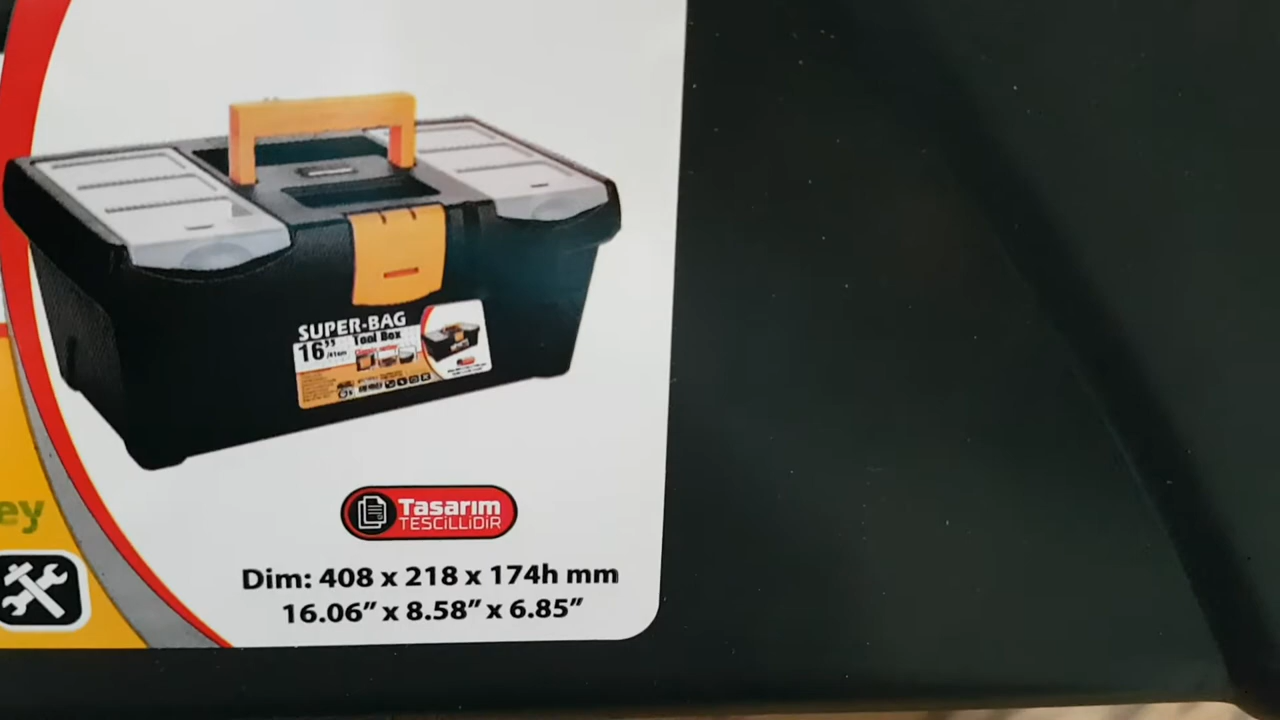 SUPER-BAG
16" Tool Box
ey
Tasarım
TESCİLLİDİR
Dim: 408 x 218 x 174h mm
16.06" x 8.58" x 6.85"